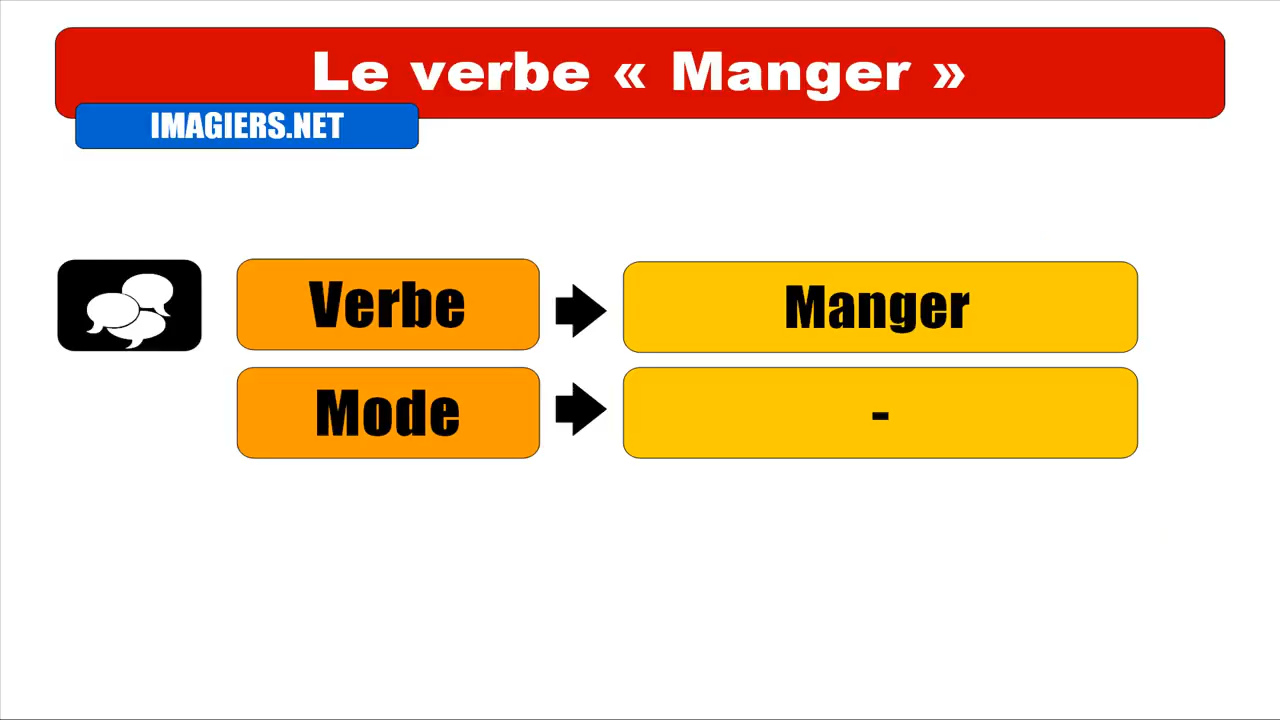 Le verbe « Manger »
IMAGIERS.NET
Verbe
Manger
Mode
-